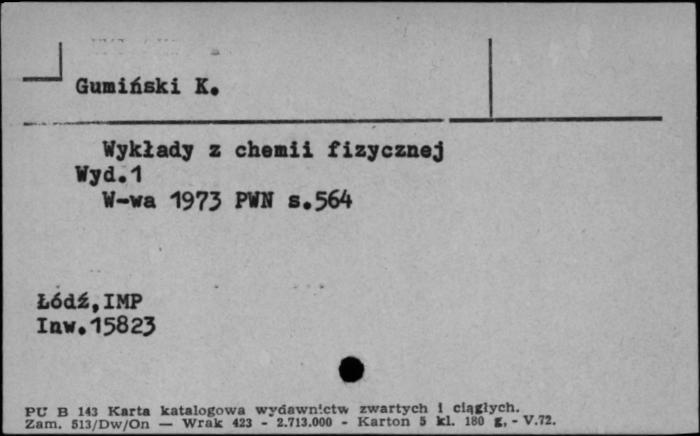 Gumiński K.
Wykłady z chemii fizycznej
Wyd.1
W-wa 1973 PWN s.564
Łódź,IMP
Inw.15823
PU B 143 Karta katalogowa wydawnictw zwartych i ciągłych.
Zam. 513/Dw/On — Wrak 423 - 2.713.000 - Karton 5 kl. 180 g. - V.72.